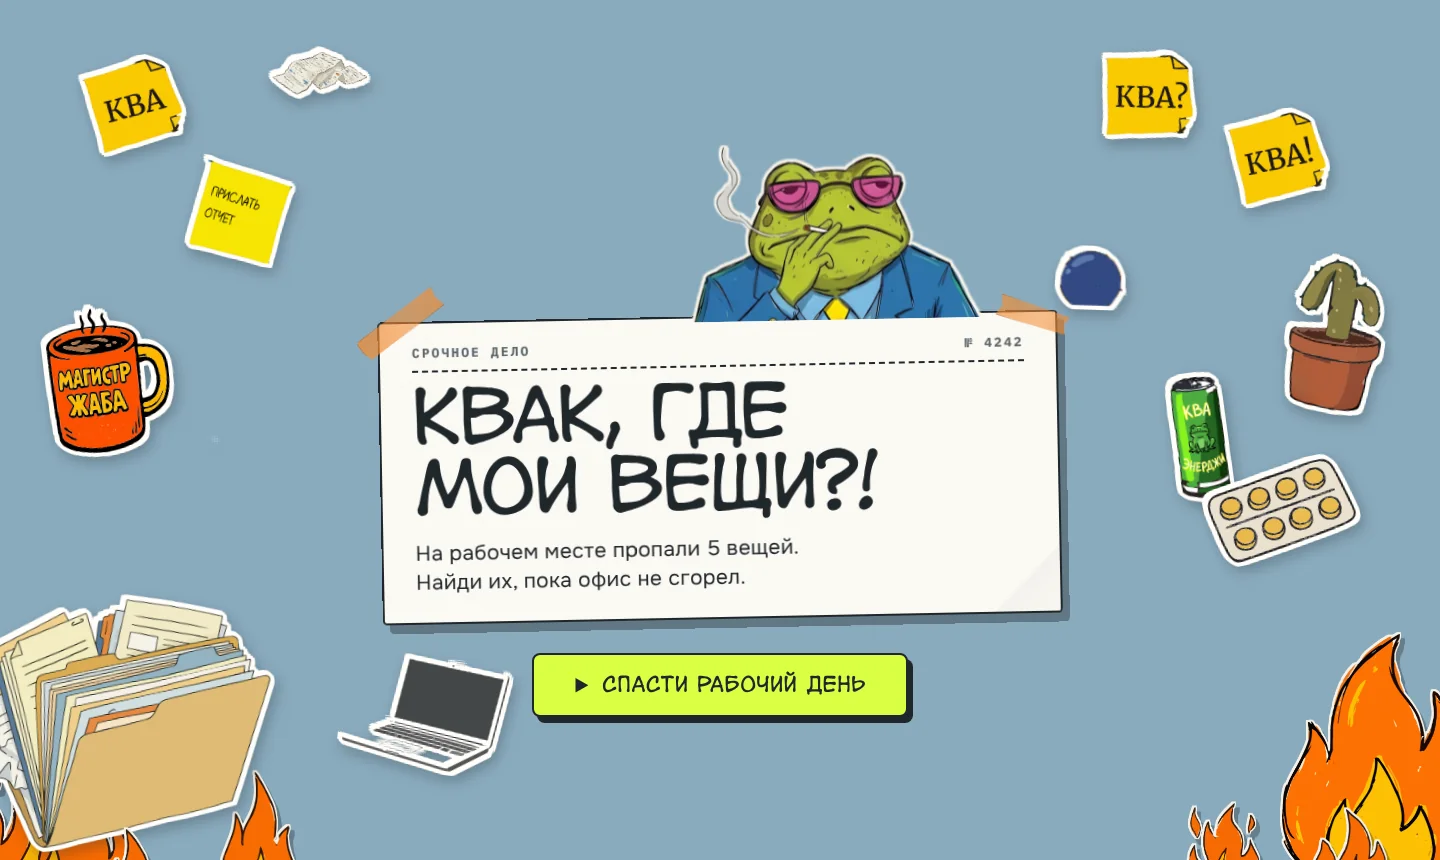 КВА
КВА?
КВА!
ПРИСЛАТЬ
ОТЧЕТ
СРОЧНОЕ ДЕЛО
№ 4242
КВАК, ГДЕ
МОИ ВЕЩИ?!
На рабочем месте пропали 5 вещей.
Найди их, пока офис не сгорел.
МАГИСТР
ЖАБА
КВА
ЭНЕРДЖИ
▶ СПАСТИ РАБОЧИЙ ДЕНЬ